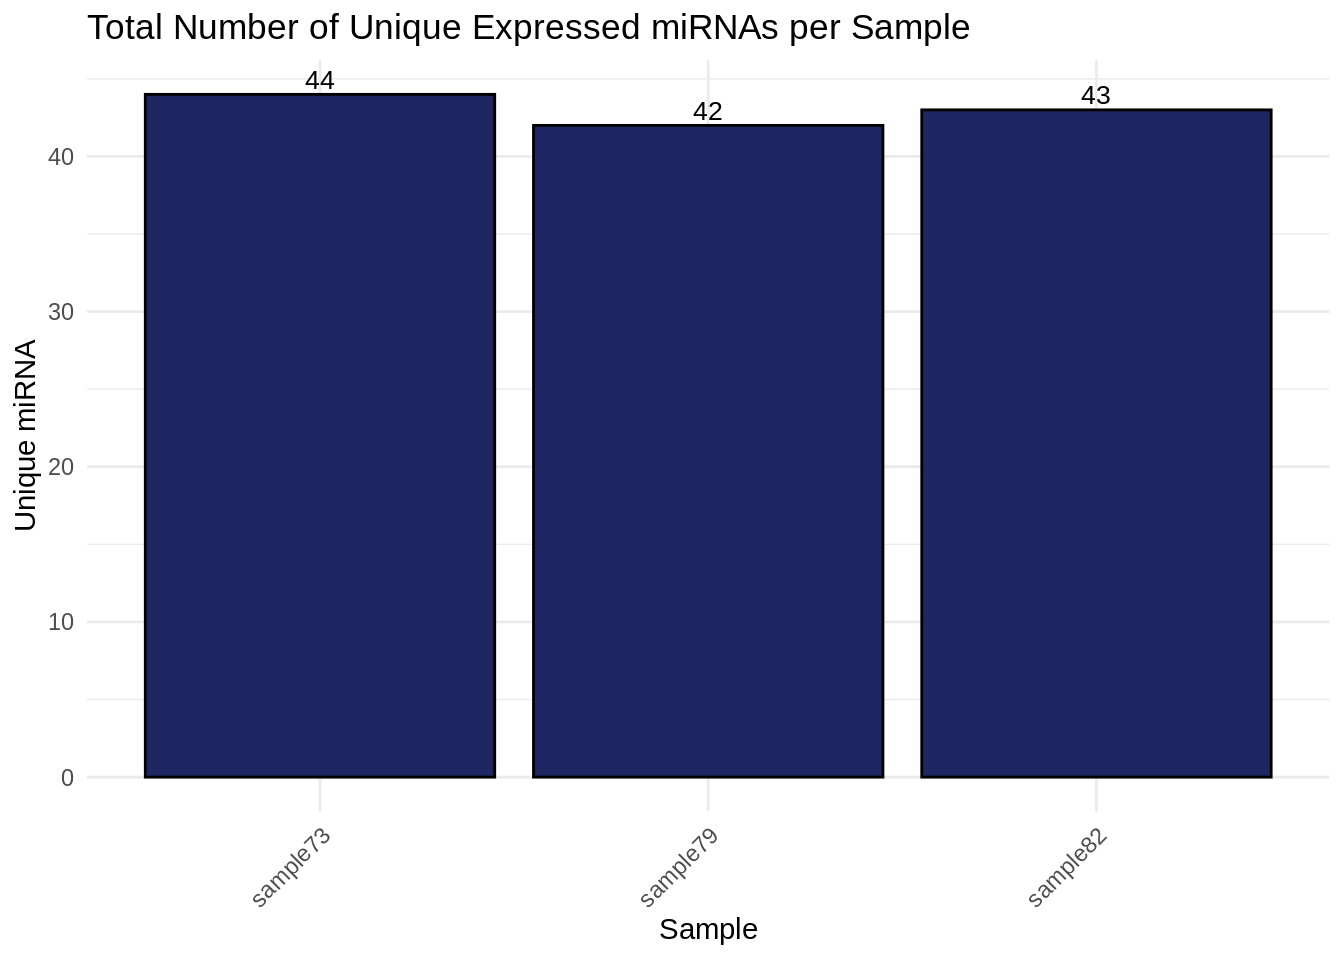 Total Number of Unique Expressed miRNAs per Sample
44
42
43
40
30
20
10
0
Unique miRNA
sample73
sample79
sample82
Sample